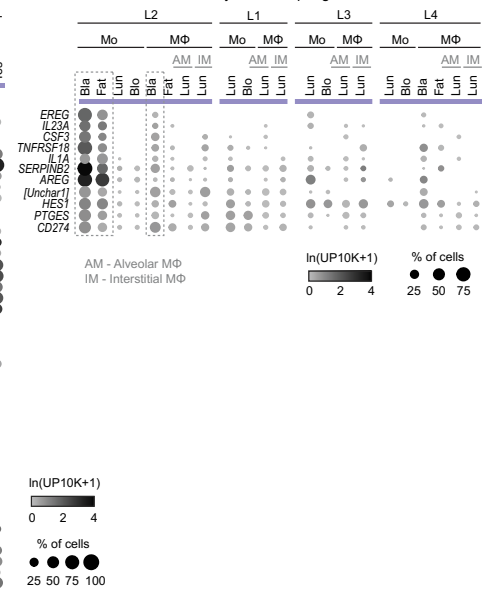 L2 L1 L3 L4
Mo MΦ Mo MΦ Mo MΦ Mo MΦ
AM IM AM IM AM IM AM IM
Bla Fat Lun Blo Bla Fat Lun Lun Lun Blo Lun Lun Lun Blo Lun Lun Lun Blo Bla Fat Lun Lun
EREG
IL23A
CSF3
TNFRSF18
IL1A
SERPINB2
AREG
[Unchar1]
HES1
PTGES
CD274
AM - Alveolar MΦ
IM - Interstitial MΦ
ln(UP10K+1) % of cells
0 2 4 25 50 75
ln(UP10K+1)
0 2 4
% of cells
25 50 75 100